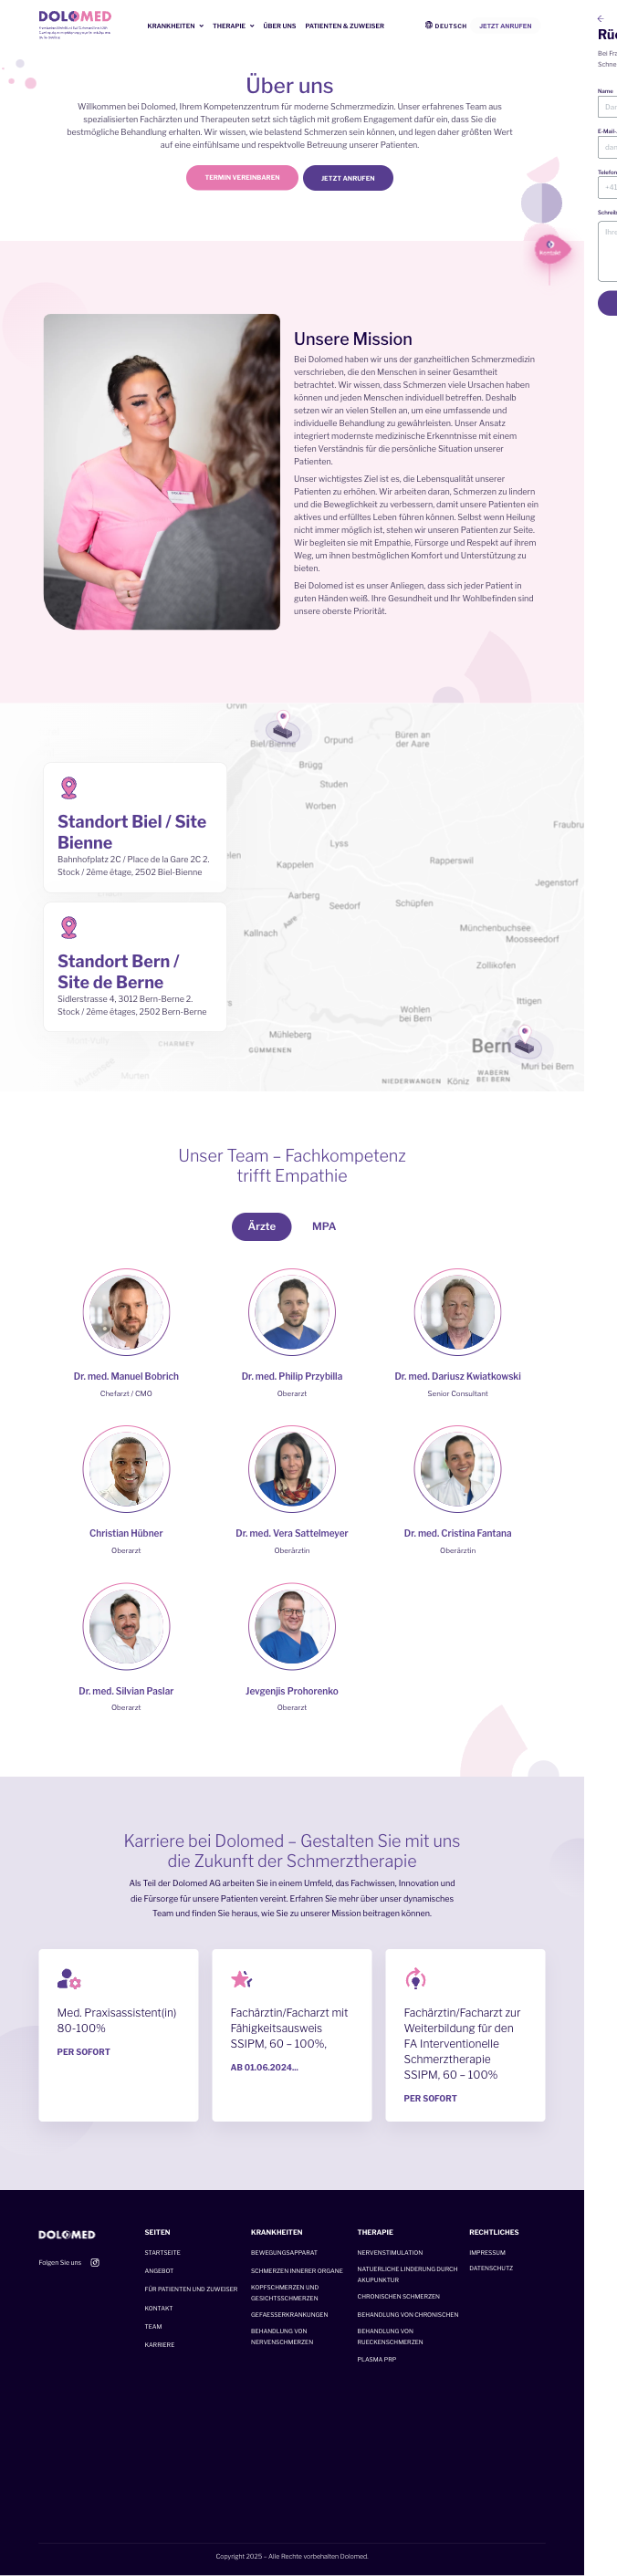 DOLOMED
KRANKHEITEN
THERAPIE
ÜBER UNS
PATIENTEN & ZUWEISER
DEUTSCH
JETZT ANRUFEN
Über uns
Willkommen bei Dolomed, Ihrem Kompetenzzentrum für moderne Schmerzmedizin. Unser erfahrenes Team aus
spezialisierten Fachärzten und Therapeuten setzt sich täglich mit großem Engagement dafür ein, dass Sie die
bestmögliche Behandlung erhalten. Wir wissen, wie belastend Schmerzen sein können, und legen daher größten Wert
auf eine einfühlsame und respektvolle Betreuung unserer Patienten.
TERMIN VEREINBAREN
JETZT ANRUFEN
Kontakt
Rü
Bei Fra
Schne
Name
Dar
E-Mail-
dan
Telefon
+41
Schreib
Ihre
Unsere Mission
Bei Dolomed haben wir uns der ganzheitlichen Schmerzmedizin
verschrieben, die den Menschen in seiner Gesamtheit
betrachtet. Wir wissen, dass Schmerzen viele Ursachen haben
können und jeden Menschen individuell betreffen. Deshalb
setzen wir an vielen Stellen an, um eine umfassende und
individuelle Behandlung zu gewährleisten. Unser Ansatz
integriert modernste medizinische Erkenntnisse mit einem
tiefen Verständnis für die persönliche Situation unserer
Patienten.
Unser wichtigstes Ziel ist es, die Lebensqualität unserer
Patienten zu erhöhen. Wir arbeiten daran, Schmerzen zu lindern
und die Beweglichkeit zu verbessern, damit unsere Patienten ein
aktives und erfülltes Leben führen können. Selbst wenn Heilung
nicht immer möglich ist, stehen wir unseren Patienten zur Seite.
Wir begleiten sie mit Empathie, Fürsorge und Respekt auf ihrem
Weg, um ihnen bestmöglichen Komfort und Unterstützung zu
bieten.
Bei Dolomed ist es unser Anliegen, dass sich jeder Patient in
guten Händen weiß. Ihre Gesundheit und Ihr Wohlbefinden sind
unsere oberste Priorität.
Orvin
Biel/Bienne
Orpund
Büren an
der Aare
Brügg
Studen
Worben
Lyss
Fraubru
elen
Kappelen
Rapperswil
Jegenstorf
Aarberg
Seedorf
Schüpfen
Aare
Kallnach
Münchenbuchsee
Moosseedorf
Zollikofen
Ittigen
Wohlen
bei Bern
Mühleberg
Bern
Muri bei Bern
CHARMEY
GÜMMENEN
Murten
WABERN
BEI BERN
NIEDERWANGEN
Köniz
Standort Biel / Site
Bienne
Bahnhofplatz 2C / Place de la Gare 2C 2.
Stock / 2ème étage, 2502 Biel-Bienne
Standort Bern /
Site de Berne
Sidlerstrasse 4, 3012 Bern-Berne 2.
Stock / 2ème étages, 2502 Bern-Berne
Unser Team – Fachkompetenz
trifft Empathie
Ärzte
MPA
Dr. med. Manuel Bobrich
Chefarzt / CMO
Dr. med. Philip Przybilla
Oberarzt
Dr. med. Dariusz Kwiatkowski
Senior Consultant
Christian Hübner
Oberarzt
Dr. med. Vera Sattelmeyer
Oberärztin
Dr. med. Cristina Fantana
Oberärztin
Dr. med. Silvian Paslar
Oberarzt
Jevgenjis Prohorenko
Oberarzt
Karriere bei Dolomed – Gestalten Sie mit uns
die Zukunft der Schmerztherapie
Als Teil der Dolomed AG arbeiten Sie in einem Umfeld, das Fachwissen, Innovation und
die Fürsorge für unsere Patienten vereint. Erfahren Sie mehr über unser dynamisches
Team und finden Sie heraus, wie Sie zu unserer Mission beitragen können.
Med. Praxisassistent(in)
80-100%
PER SOFORT
Fachärztin/Facharzt mit
Fähigkeitsausweis
SSIPM, 60 – 100%,
AB 01.06.2024...
Fachärztin/Facharzt zur
Weiterbildung für den
FA Interventionelle
Schmerztherapie
SSIPM, 60 – 100%
PER SOFORT
DOLOMED
Folgen Sie uns
SEITEN
STARTSEITE
ANGEBOT
FÜR PATIENTEN UND ZUWEISER
KONTAKT
TEAM
KARRIERE
KRANKHEITEN
BEWEGUNGSAPPARAT
SCHMERZEN INNERER ORGANE
KOPFSCHMERZEN UND
GESICHTSSCHMERZEN
GEFAESSERKRANKUNGEN
BEHANDLUNG VON
NERVENSCHMERZEN
THERAPIE
NERVENSTIMULATION
NATUERLICHE LINDERUNG DURCH
AKUPUNKTUR
CHRONISCHEN SCHMERZEN
BEHANDLUNG VON CHRONISCHEN
BEHANDLUNG VON
RUECKENSCHMERZEN
PLASMA PRP
RECHTLICHES
IMPRESSUM
DATENSCHUTZ
Copyright 2025 – Alle Rechte vorbehalten Dolomed.